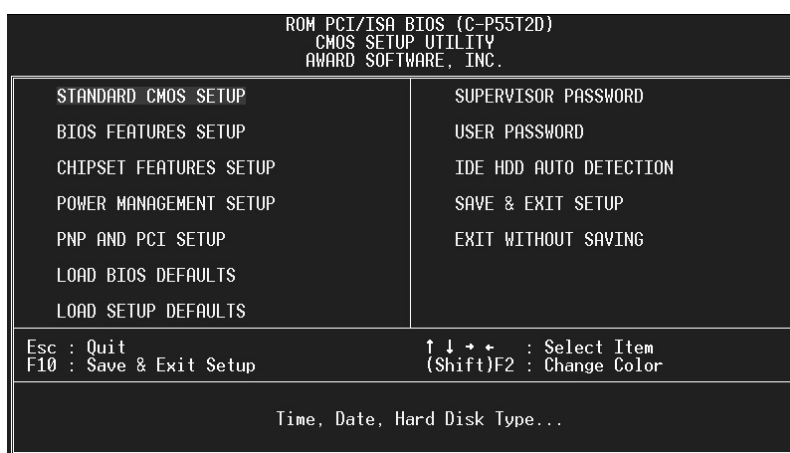 ROM PCI/ISA BIOS (C-P55T2D)
CMOS SETUP UTILITY
AWARD SOFTWARE, INC.
STANDARD CMOS SETUP
BIOS FEATURES SETUP
CHIPSET FEATURES SETUP
POWER MANAGEMENT SETUP
PNP AND PCI SETUP
LOAD BIOS DEFAULTS
LOAD SETUP DEFAULTS
SUPERVISOR PASSWORD
USER PASSWORD
IDE HDD AUTO DETECTION
SAVE & EXIT SETUP
EXIT WITHOUT SAVING
Esc : Quit
F10 : Save & Exit Setup
↑ ↓ → ← : Select Item
(Shift)F2 : Change Color
Time, Date, Hard Disk Type...